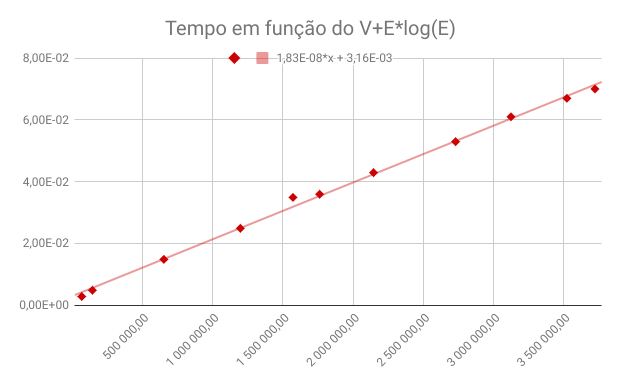 Tempo em função do V+E*log(E)
1,83E-08*x + 3,16E-03
8,00E-02
6,00E-02
4,00E-02
2,00E-02
0,00E+00
500 000,00
1 000 000,00
1 500 000,00
2 000 000,00
2 500 000,00
3 000 000,00
3 500 000,00